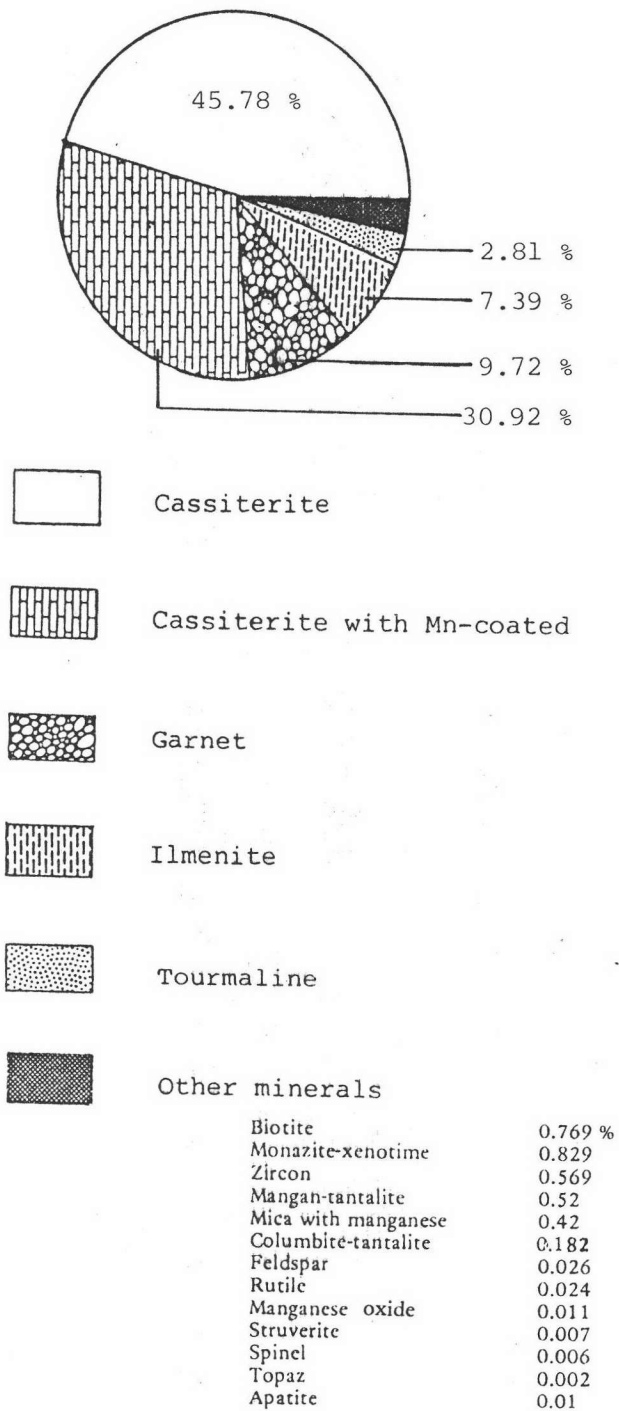 45.78 %
2.81 %
7.39 %
9.72 %
30.92 %
Cassiterite
Cassiterite with Mn-coated
Garnet
Ilmenite
Tourmaline
Other minerals
Biotite 0.769 %
Monazite-xenotime 0.829
Zircon 0.569
Mangan-tantalite 0.52
Mica with manganese 0.42
Columbite-tantalite 0.182
Feldspar 0.026
Rutile 0.024
Manganese oxide 0.011
Struverite 0.007
Spinel 0.006
Topaz 0.002
Apatite 0.01